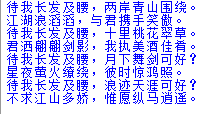 待我长发及腰，两岸青山围绕。
江湖浪滔滔，与君携手笑傲。
待我长发及腰，十里桃花翠草。
君洒翩翩剑影，我执美酒佳肴。
待我长发及腰，月下舞剑可好？
星夜萤火缭绕，彼时惊鸿照。
待我长发及腰，浪迹天涯可好？
不求江山多娇，惟愿纵马逍遥。